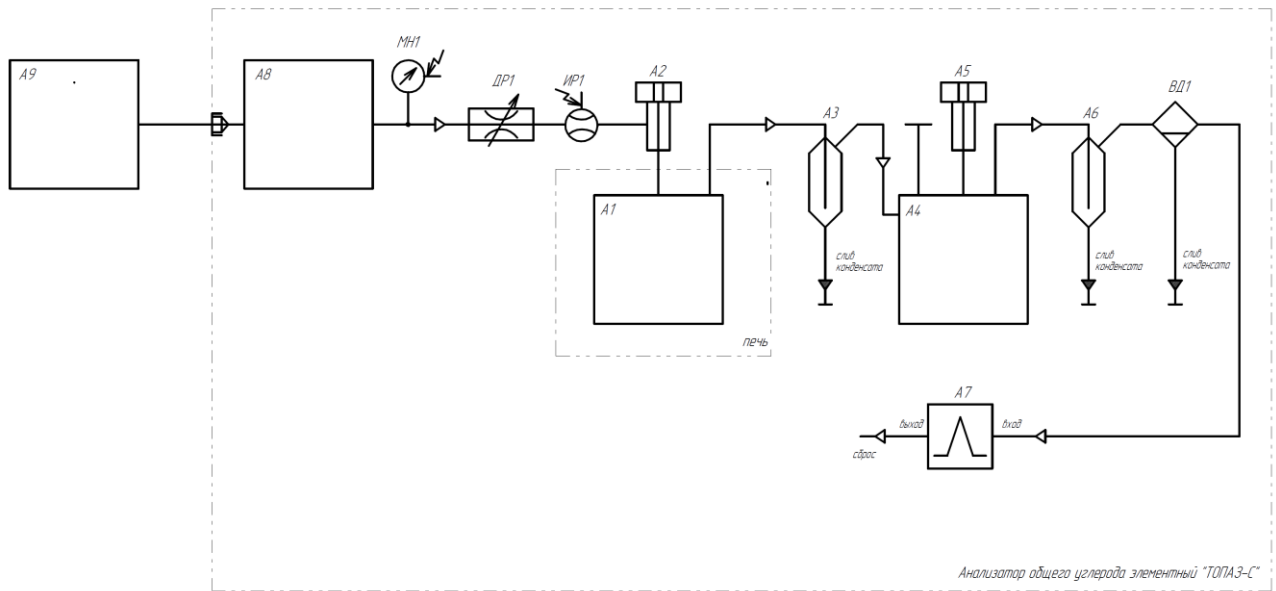 А9
А8
МН1
ДР1
ИР1
А2
А3
А5
А6
ВД1
А1
А4
слив
конденсата
слив
конденсата
слив
конденсата
печь
А7
выход
вход
сброс
Анализатор общего углерода элементный "ТОПАЗ-С"